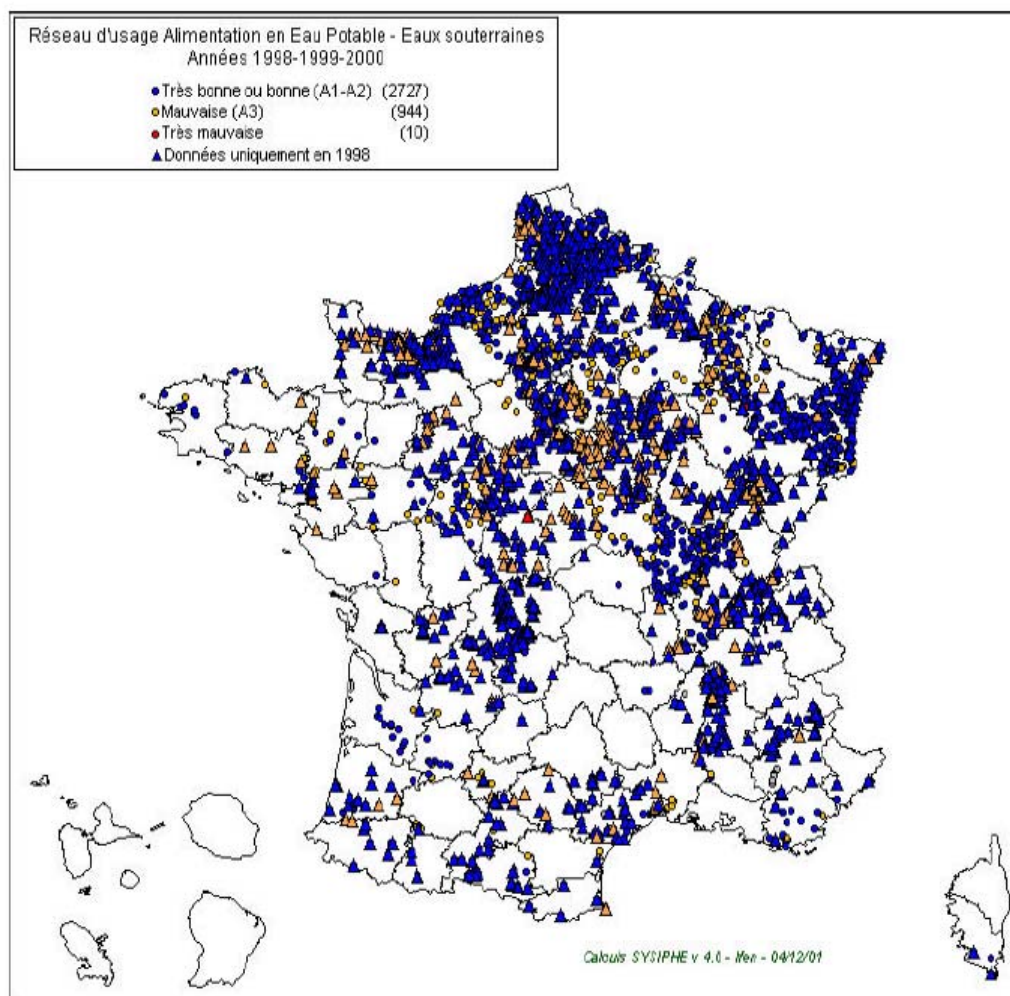 Réseau d'usage Alimentation en Eau Potable - Eaux souterraines
Années 1998-1999-2000
Très bonne ou bonne (A1-A2) (2727)
Mauvaise (A3) (944)
Très mauvaise (10)
Données uniquement en 1998
Calculs SYSIPHE v 4.0 - Ifen - 04/12/01